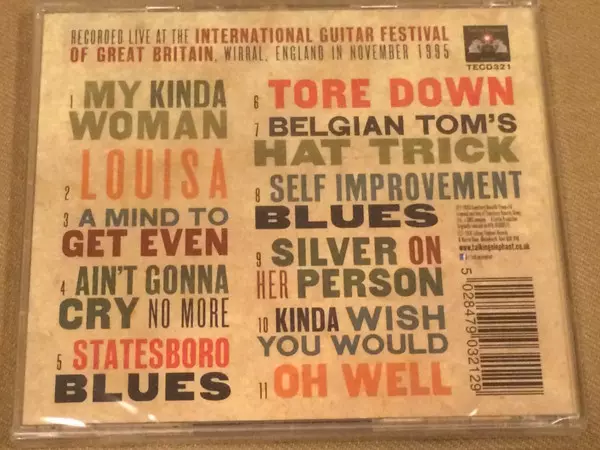 RECORDED LIVE AT THE INTERNATIONAL GUITAR FESTIVAL
OF GREAT BRITAIN, WIRRAL, ENGLAND IN NOVEMBER 1995
TECD321
1 MY KINDA
WOMAN
2 LOUISA
3 A MIND TO
GET EVEN
4 AIN'T GONNA
CRY NO MORE
5 STATESBORO
BLUES
6 TORE DOWN
7 BELGIAN TOM'S
HAT TRICK
8 SELF IMPROVEMENT
BLUES
9 SILVER ON
HER PERSON
10 KINDA WISH
YOU WOULD
11 OH WELL
www.talkingelephant.co.uk
5 028479 032129